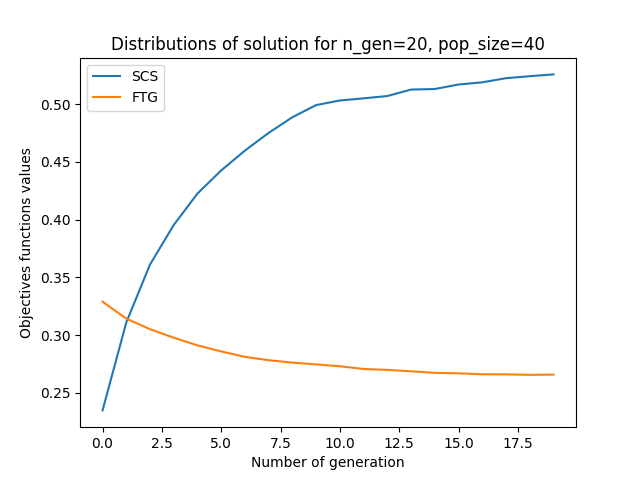 Distributions of solution for n_gen=20, pop_size=40
SCS
FTG
Objectives functions values
0.50
0.45
0.40
0.35
0.30
0.25
0.0 2.5 5.0 7.5 10.0 12.5 15.0 17.5
Number of generation